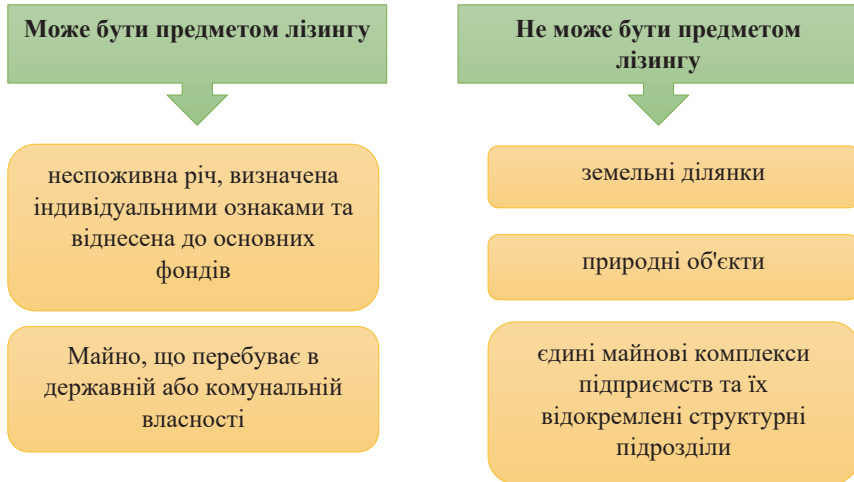 Може бути предметом лізингу
неспоживна річ, визначена
індивідуальними ознаками та
віднесена до основних
фондів
Майно, що перебуває в
державній або комунальній
власності
Не може бути предметом
лізингу
земельні ділянки
природні об'єкти
єдині майнові комплекси
підприємств та їх
відокремлені структурні
підрозділи